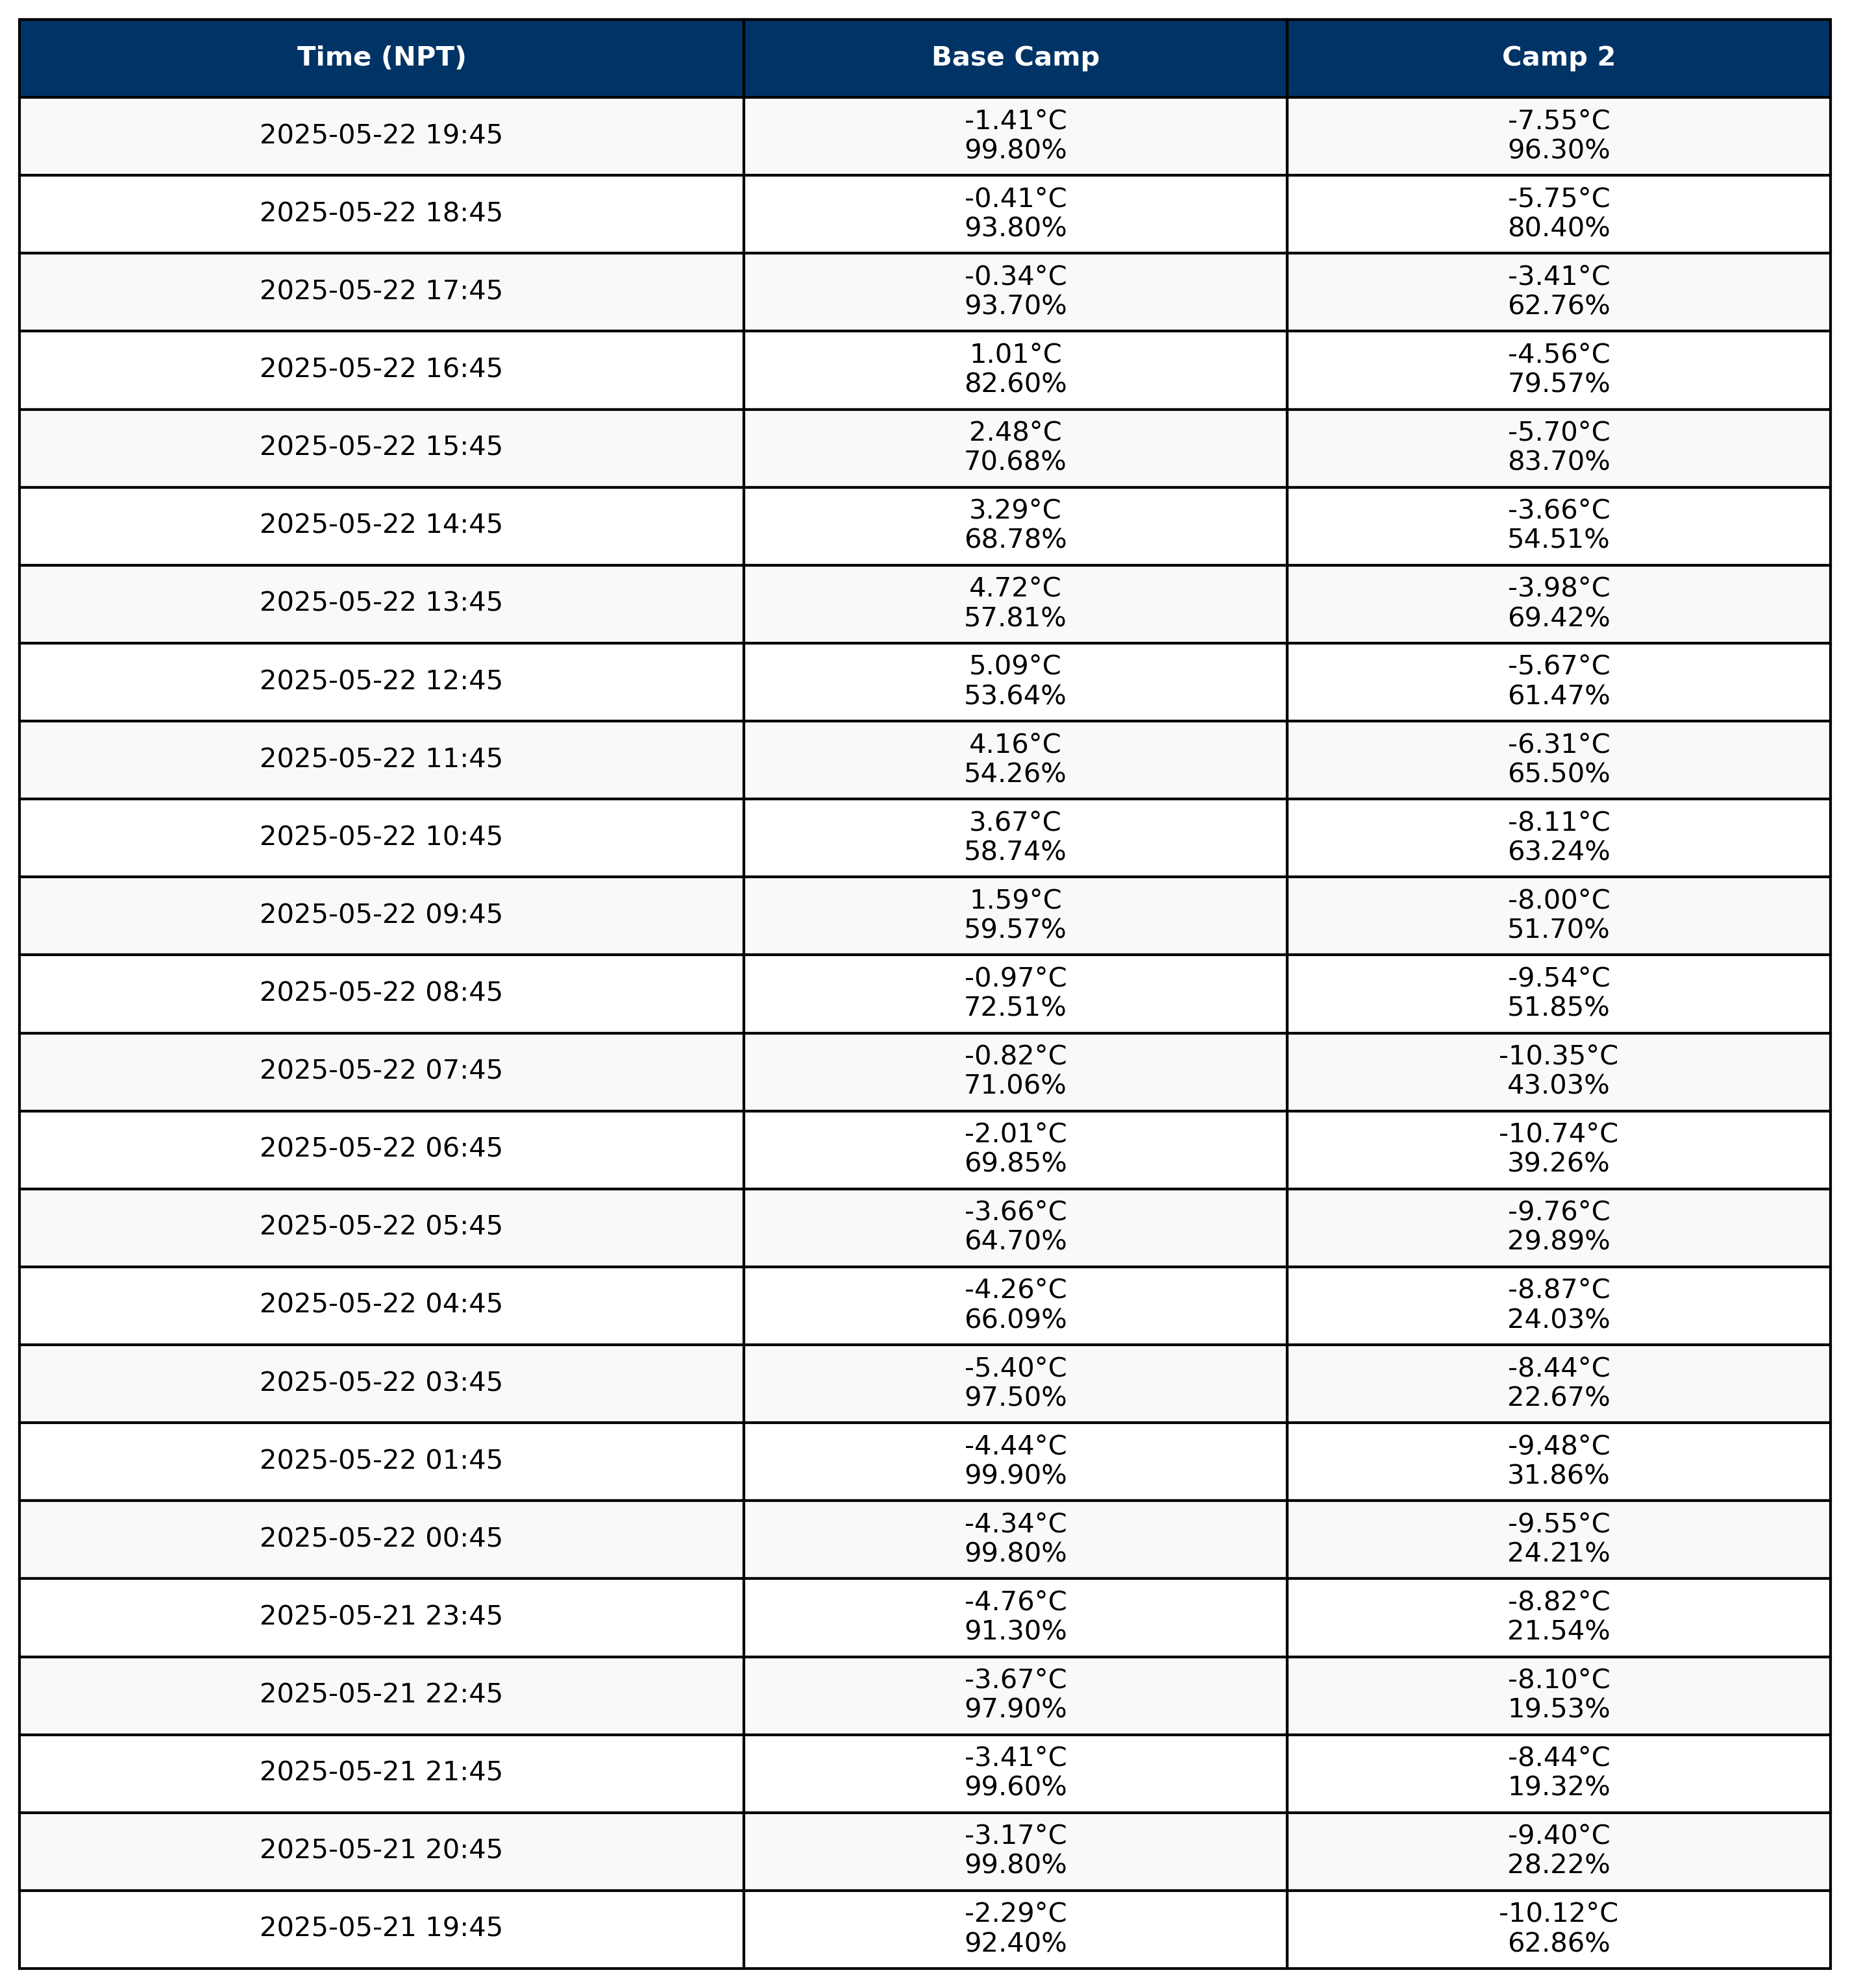 Time (NPT) Base Camp Camp 2
2025-05-22 19:45 -1.41°C -7.55°C
99.80% 96.30%
2025-05-22 18:45 -0.41°C -5.75°C
93.80% 80.40%
2025-05-22 17:45 -0.34°C -3.41°C
93.70% 62.76%
2025-05-22 16:45 1.01°C -4.56°C
82.60% 79.57%
2025-05-22 15:45 2.48°C -5.70°C
70.68% 83.70%
2025-05-22 14:45 3.29°C -3.66°C
68.78% 54.51%
2025-05-22 13:45 4.72°C -3.98°C
57.81% 69.42%
2025-05-22 12:45 5.09°C -5.67°C
53.64% 61.47%
2025-05-22 11:45 4.16°C -6.31°C
54.26% 65.50%
2025-05-22 10:45 3.67°C -8.11°C
58.74% 63.24%
2025-05-22 09:45 1.59°C -8.00°C
59.57% 51.70%
2025-05-22 08:45 -0.97°C -9.54°C
72.51% 51.85%
2025-05-22 07:45 -0.82°C -10.35°C
71.06% 43.03%
2025-05-22 06:45 -2.01°C -10.74°C
69.85% 39.26%
2025-05-22 05:45 -3.66°C -9.76°C
64.70% 29.89%
2025-05-22 04:45 -4.26°C -8.87°C
66.09% 24.03%
2025-05-22 03:45 -5.40°C -8.44°C
97.50% 22.67%
2025-05-22 01:45 -4.44°C -9.48°C
99.90% 31.86%
2025-05-22 00:45 -4.34°C -9.55°C
99.80% 24.21%
2025-05-21 23:45 -4.76°C -8.82°C
91.30% 21.54%
2025-05-21 22:45 -3.67°C -8.10°C
97.90% 19.53%
2025-05-21 21:45 -3.41°C -8.44°C
99.60% 19.32%
2025-05-21 20:45 -3.17°C -9.40°C
99.80% 28.22%
2025-05-21 19:45 -2.29°C -10.12°C
92.40% 62.86%